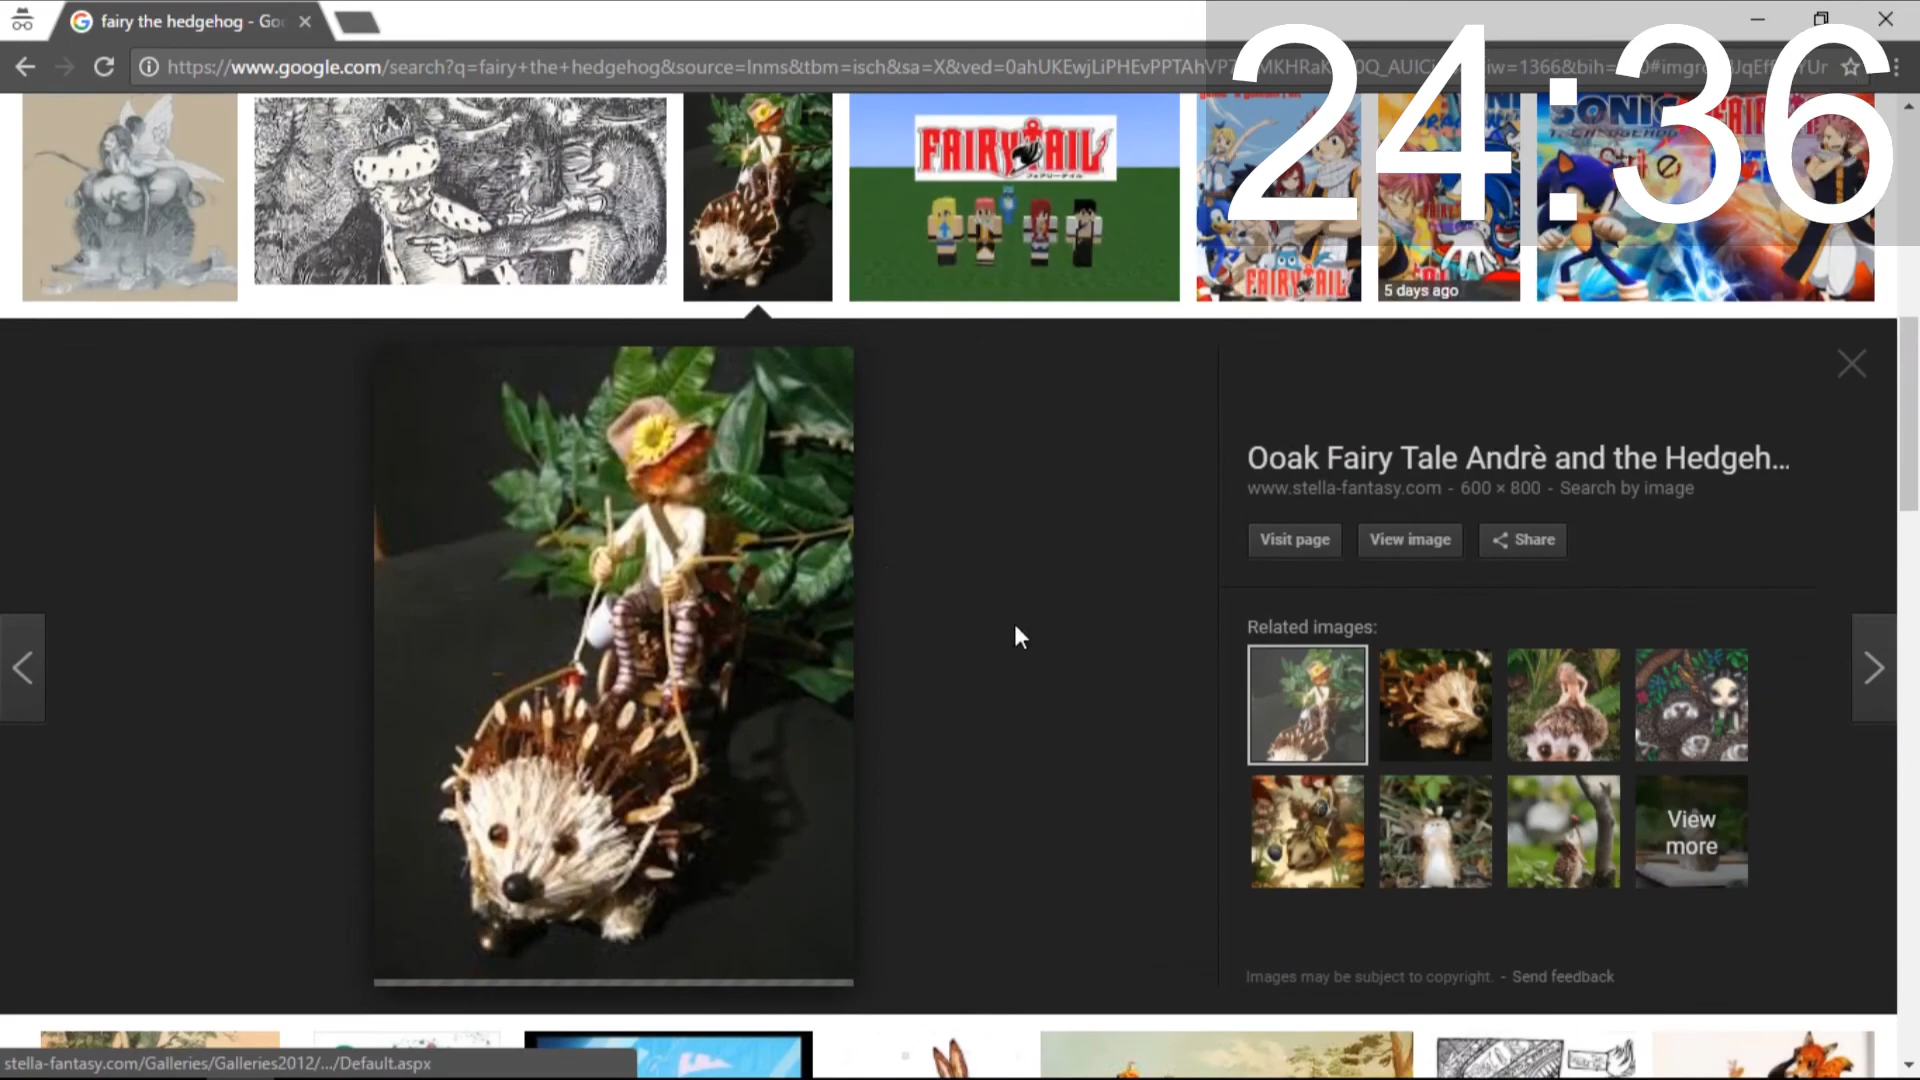 fairy the hedgehog - Go
24:36
https://www.google.com/search?q=fairy+the+hedgehog&source=lnms&tbm=isch&sa=X&ved=0ahUKEwjLiPHEvPPTAhVP
FAIRY TAIL
FAIRY TAIL
5 days ago
SONIC
THE HEDGEHOG
Ooak Fairy Tale Andrè and the Hedgeh...
www.stella-fantasy.com - 600 × 800 - Search by image
Visit page
View image
Share
Related images:
View
more
Images may be subject to copyright. - Send feedback
stella-fantasy.com/Galleries/Galleries2012/.../Default.aspx